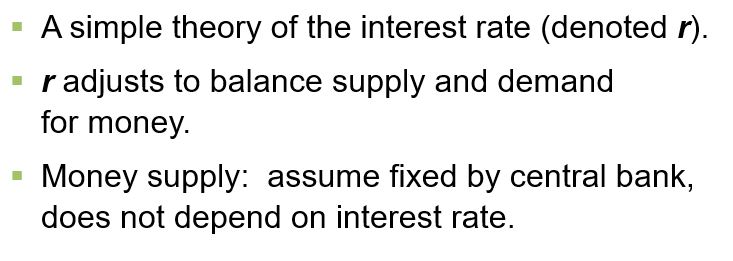 ▪ A simple theory of the interest rate (denoted r).
▪ r adjusts to balance supply and demand
for money.
▪ Money supply:  assume fixed by central bank,
does not depend on interest rate.